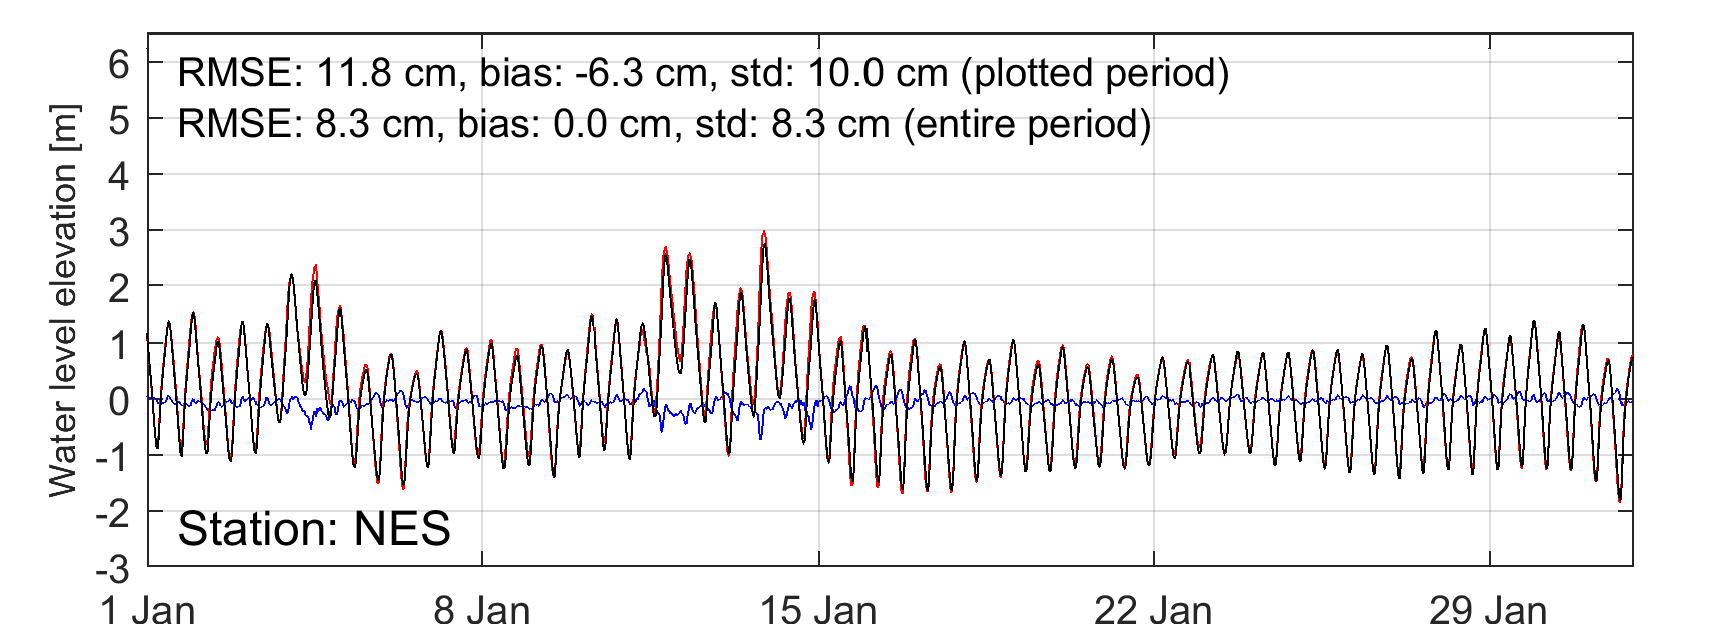 RMSE: 11.8 cm, bias: -6.3 cm, std: 10.0 cm (plotted period)
RMSE: 8.3 cm, bias: 0.0 cm, std: 8.3 cm (entire period)
Water level elevation [m]
6
5
4
3
2
1
0
-1
-2
-3
Station: NES
1 Jan
8 Jan
15 Jan
22 Jan
29 Jan